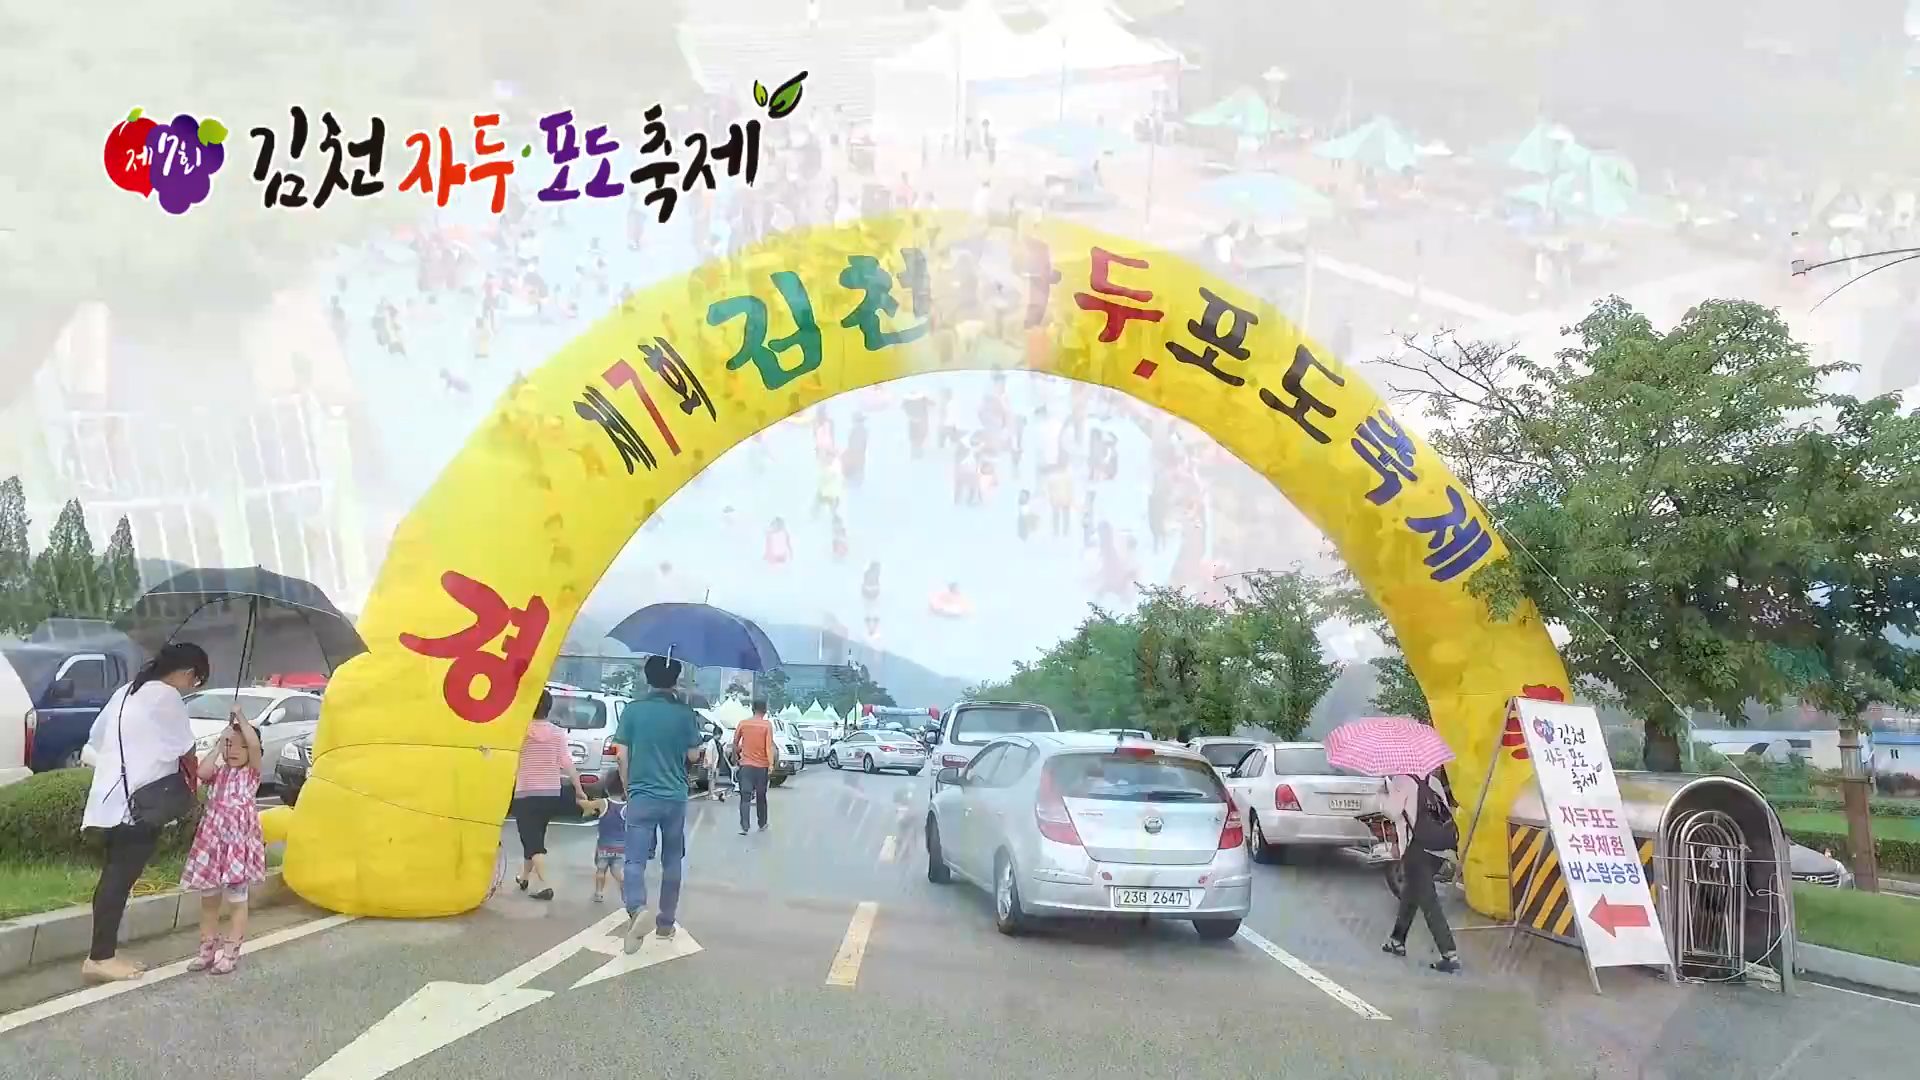 제7회 김천 자두·포도축제
제7회 김천자두.포도축제
경
축
김천
자두·포도
축제
자두포도
수확체험
버스탑승장
23더 2647